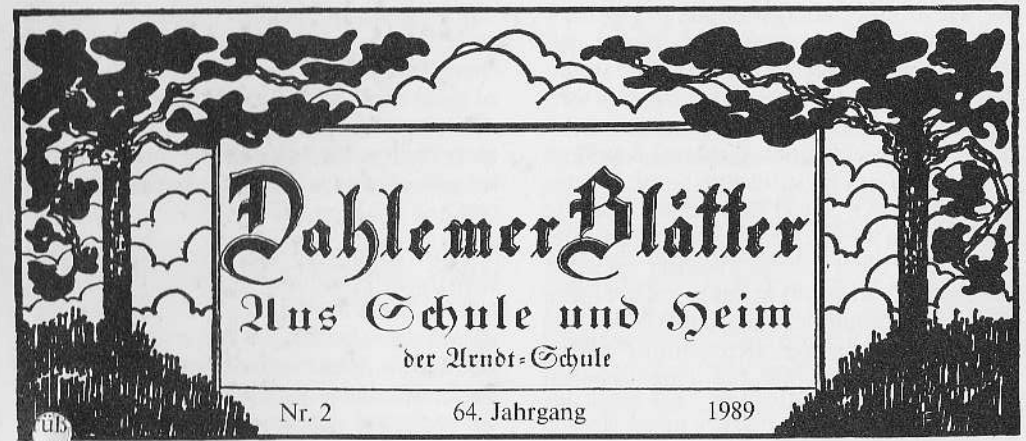 Dahlemer Blätter
Aus Schule und Heim
der Arndt-Schule
Nr. 2 64. Jahrgang 1989